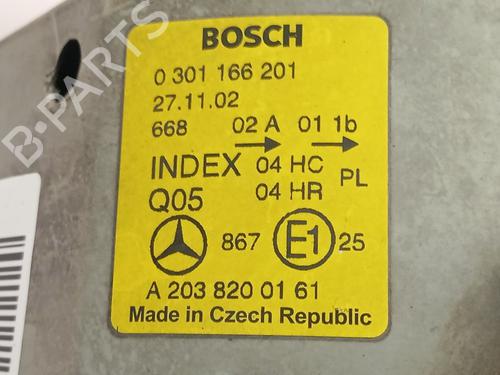 BOSCH
0 301 166 201
27.11.02
668 02 A 01 1b
INDEX 04 HC PL
Q05 04 HR
867 E1 25
A 203 820 01 61
Made in Czech Republic
B-PARTS